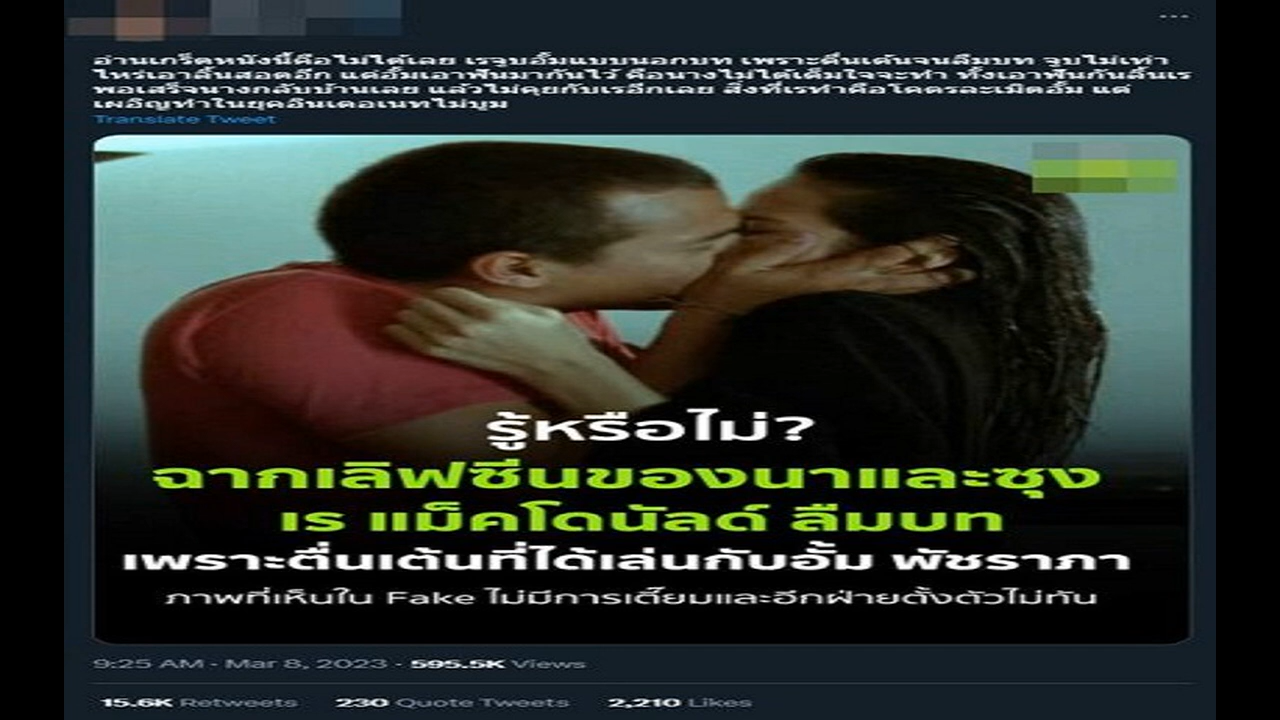 อ่านเกร็ดหนังนี้คือไม่ได้เลย เรจูบอั้มแบบนอกบท เพราะตื่นเต้นจนลืมบท จูบไม่เท่า
ไหร่เอาลิ้นสอดอีก แต่อั้มเอาฟันมากันไว้ คือนางไม่ได้เต็มใจจะทำ ทั้งเอาฟันกันลิ้นเร
พอเสร็จนางกลับบ้านเลย แล้วไม่คุยกับเรอีกเลย สิ่งที่เรทำคือโคตรละเมิดอั้ม แต่
เผอิญทำในยุคอินเตอเนทไม่บูม
Translate Tweet
รู้หรือไม่?
ฉากเลิฟซีนของนาและซุง
เร แม็คโดนัลด์ ลืมบท
เพราะตื่นเต้นที่ได้เล่นกับอั้ม พัชราภา
ภาพที่เห็นใน Fake ไม่มีการเตี๊ยมและอีกฝ่ายตั้งตัวไม่ทัน
9:25 AM · Mar 8, 2023 · 595.5K Views
15.6K Retweets 230 Quote Tweets 2,210 Likes